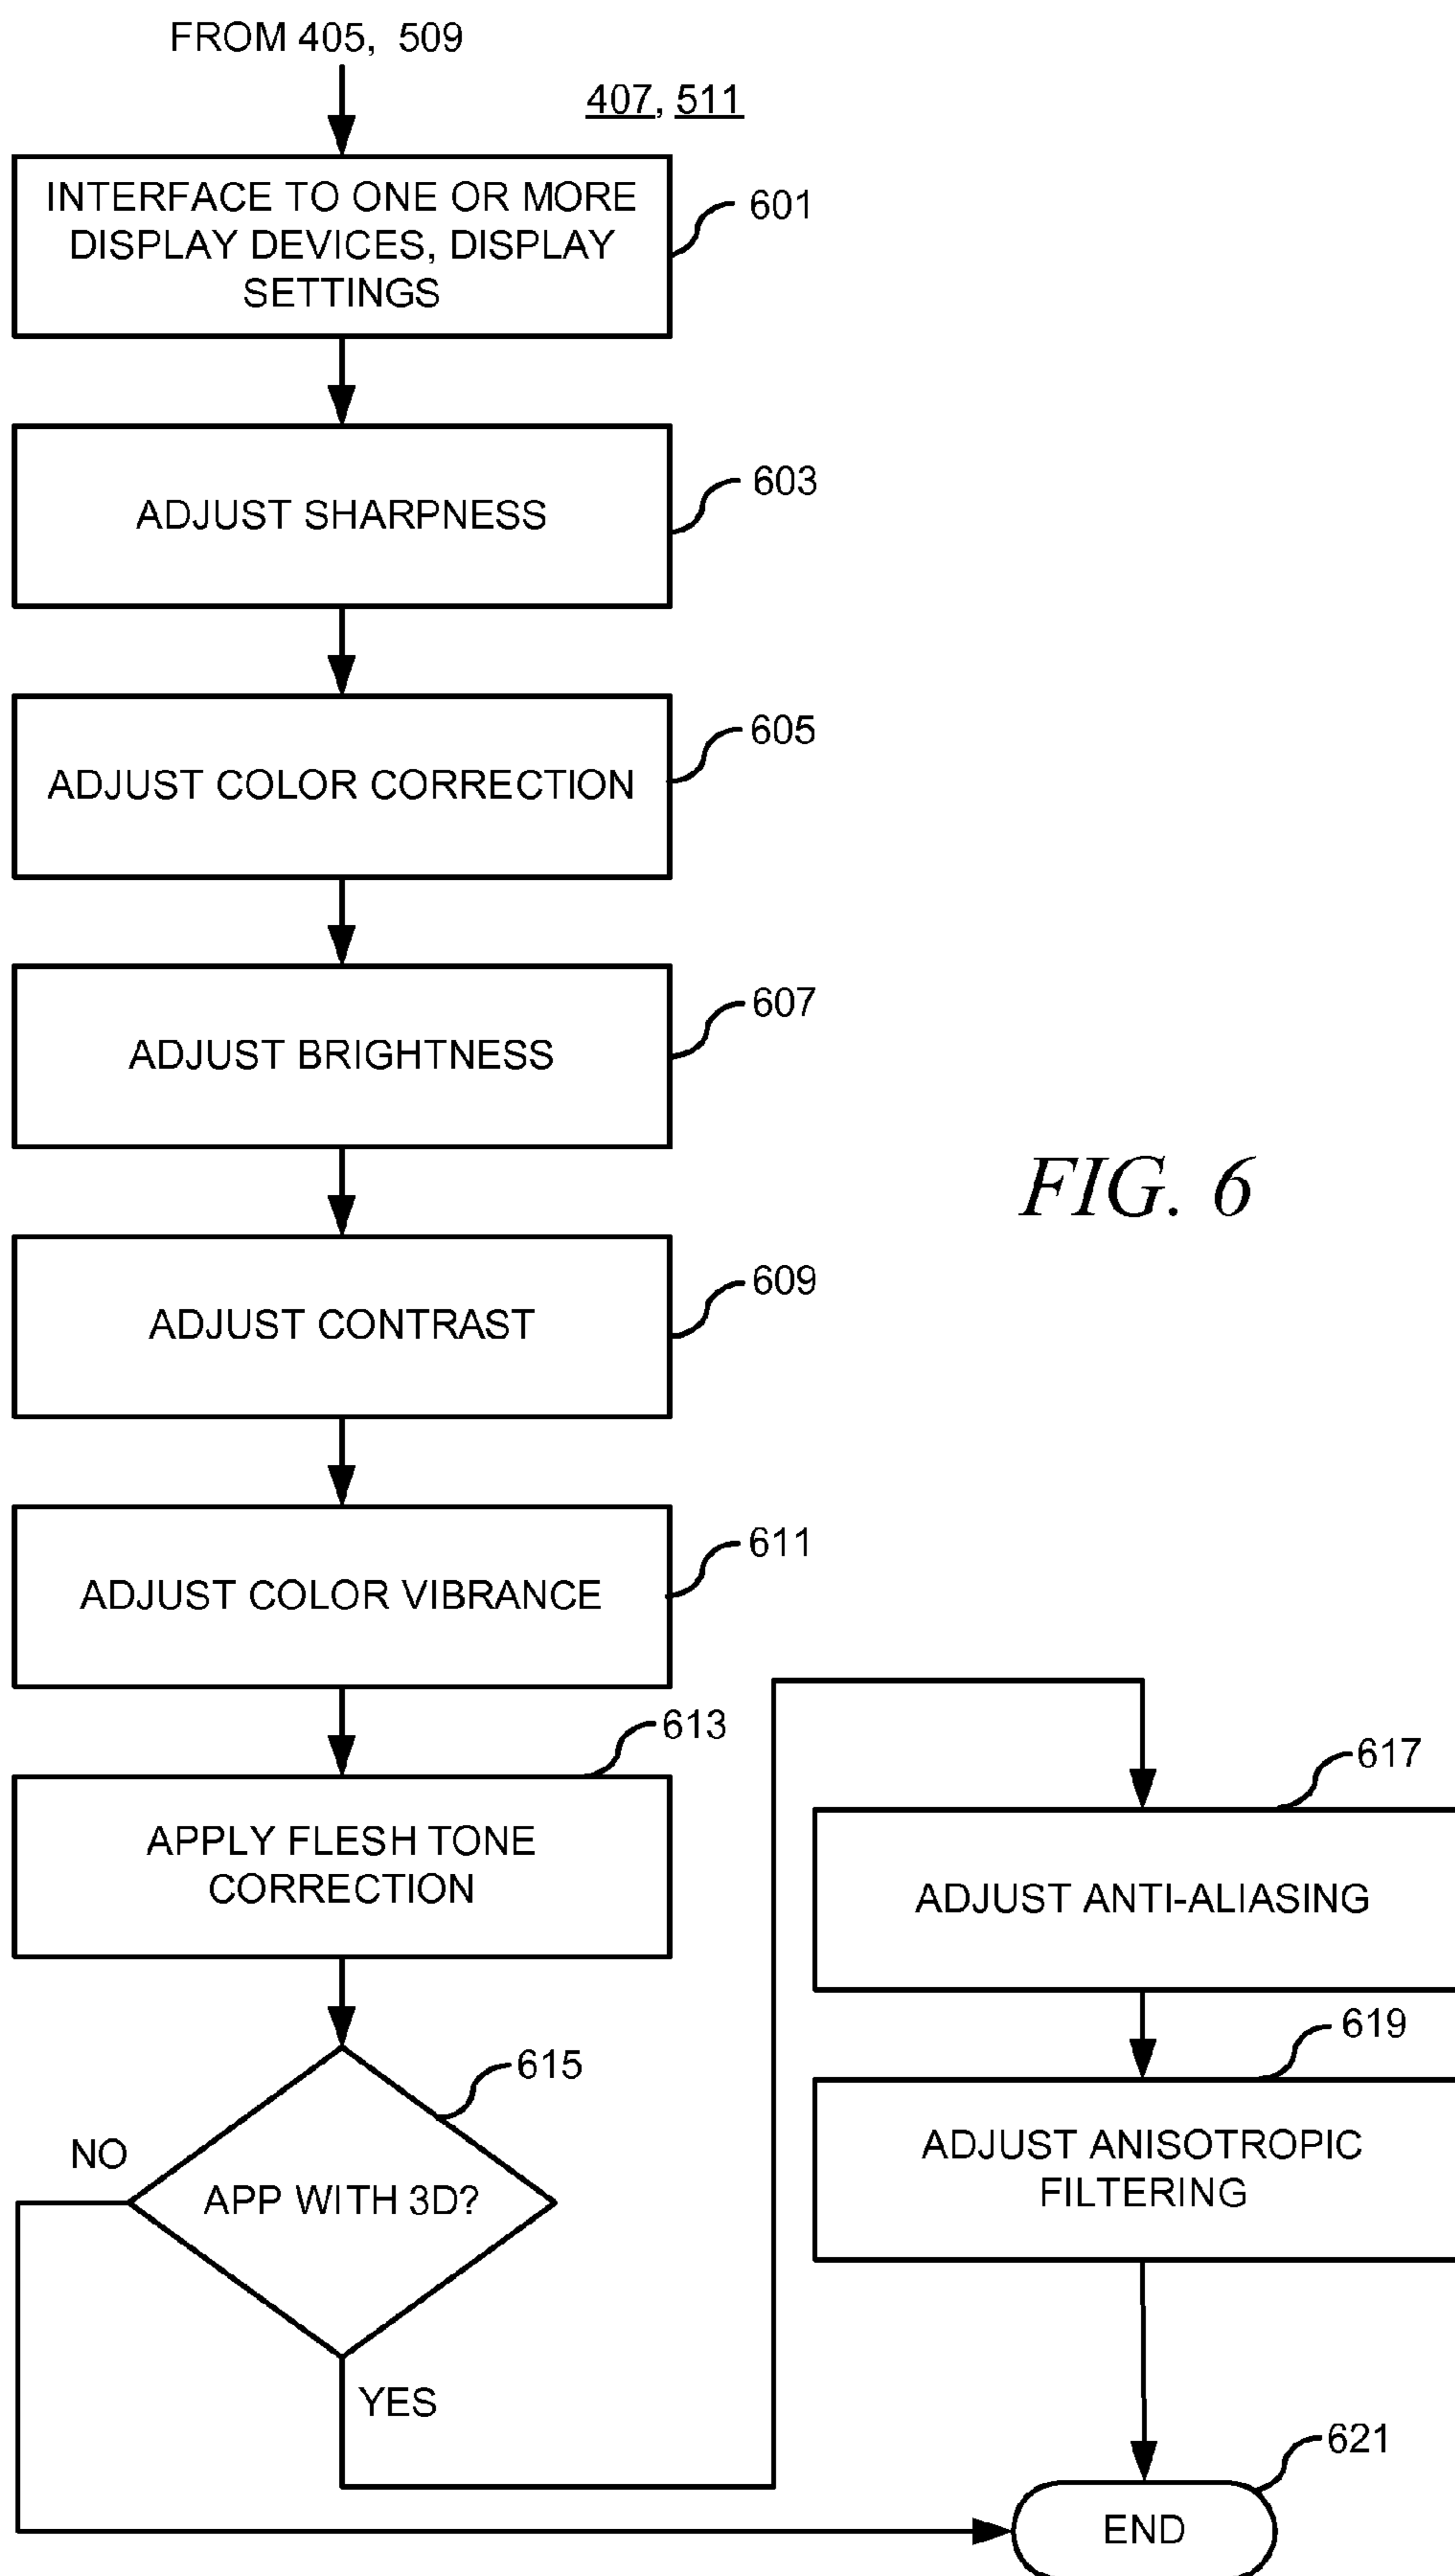 FROM 405, 509
407, 511
INTERFACE TO ONE OR MORE
DISPLAY DEVICES, DISPLAY
SETTINGS
601
ADJUST SHARPNESS
603
ADJUST COLOR CORRECTION
605
ADJUST BRIGHTNESS
607
FIG. 6
ADJUST CONTRAST
609
ADJUST COLOR VIBRANCE
611
APPLY FLESH TONE
CORRECTION
613
APP WITH 3D?
615
NO
YES
ADJUST ANTI-ALIASING
617
ADJUST ANISOTROPIC
FILTERING
619
END
621